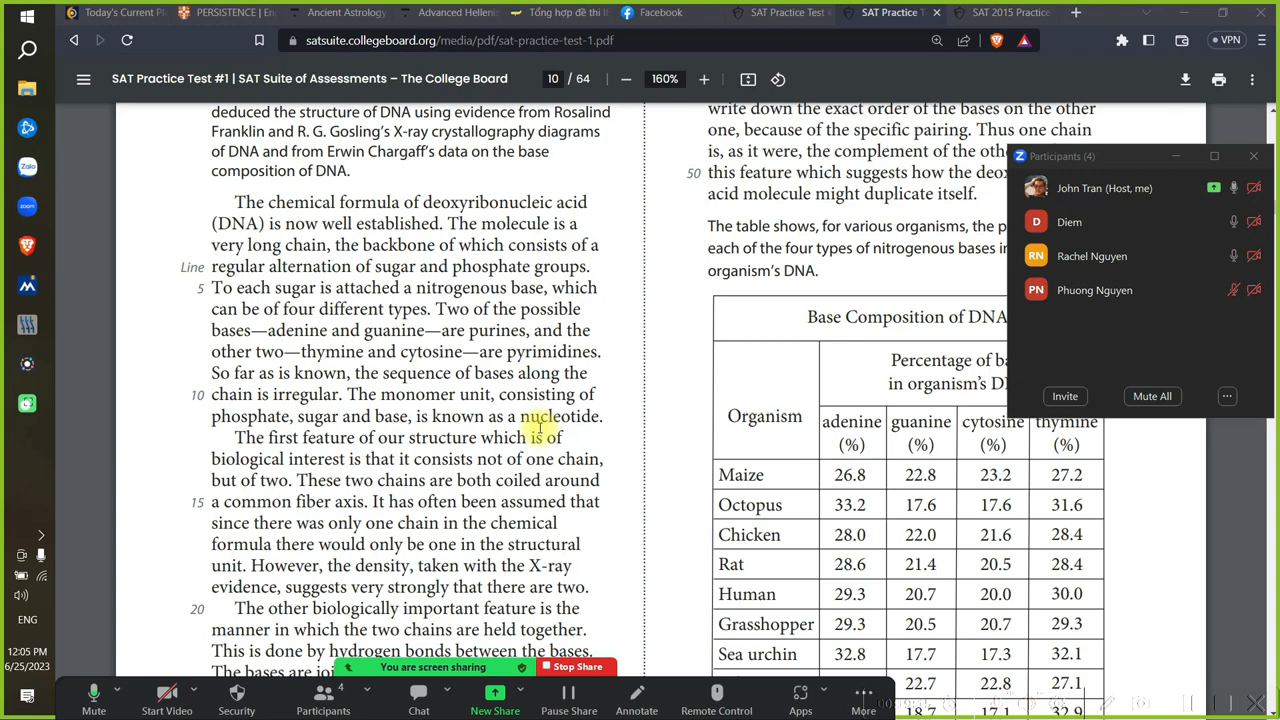 Today's Current Pl
PERSISTENCE | En
Ancient Astrology
Advanced Hellenis
Tổng hợp đề thi I
Facebook
SAT Practice Test #
SAT Practice T
SAT 2015 Practice
satsuite.collegeboard.org/media/pdf/sat-practice-test-1.pdf
VPN
SAT Practice Test #1 | SAT Suite of Assessments – The College Board
10 / 64
160%
deduced the structure of DNA using evidence from Rosalind
Franklin and R. G. Gosling's X-ray crystallography diagrams
of DNA and from Erwin Chargaff's data on the base
composition of DNA.
The chemical formula of deoxyribonucleic acid
(DNA) is now well established. The molecule is a
very long chain, the backbone of which consists of a
Line regular alternation of sugar and phosphate groups.
5 To each sugar is attached a nitrogenous base, which
can be of four different types. Two of the possible
bases—adenine and guanine—are purines, and the
other two—thymine and cytosine—are pyrimidines.
So far as is known, the sequence of bases along the
10 chain is irregular. The monomer unit, consisting of
phosphate, sugar and base, is known as a nucleotide.
The first feature of our structure which is of
biological interest is that it consists not of one chain,
but of two. These two chains are both coiled around
15 a common fiber axis. It has often been assumed that
since there was only one chain in the chemical
formula there would only be one in the structural
unit. However, the density, taken with the X-ray
evidence, suggests very strongly that there are two.
20 The other biologically important feature is the
manner in which the two chains are held together.
This is done by hydrogen bonds between the bases.
The bases are joi
write down the exact order of the bases on the other
one, because of the specific pairing. Thus one chain
is, as it were, the complement of the othe
this feature which suggests how the deo
50 acid molecule might duplicate itself.
The table shows, for various organisms, the p
each of the four types of nitrogenous bases in
organism's DNA.
Base Composition of DNA
Percentage of ba
in organism's D
Organism adenine (%) guanine (%) cytosine (%) thymine (%)
Maize 26.8 22.8 23.2 27.2
Octopus 33.2 17.6 17.6 31.6
Chicken 28.0 22.0 21.6 28.4
Rat 28.6 21.4 20.5 28.4
Human 29.3 20.7 20.0 30.0
Grasshopper 29.3 20.5 20.7 29.3
Sea urchin 32.8 17.7 17.3 32.1
22.7 22.8 27.1
18.7 17.1 32.9
Participants (4)
John Tran (Host, me)
D Diem
RN Rachel Nguyen
PN Phuong Nguyen
Invite
Mute All
You are screen sharing
Stop Share
Mute
Start Video
Security
Participants
4
Chat
New Share
Pause Share
Annotate
Remote Control
Apps
More
ENG
12:05 PM
6/25/2023